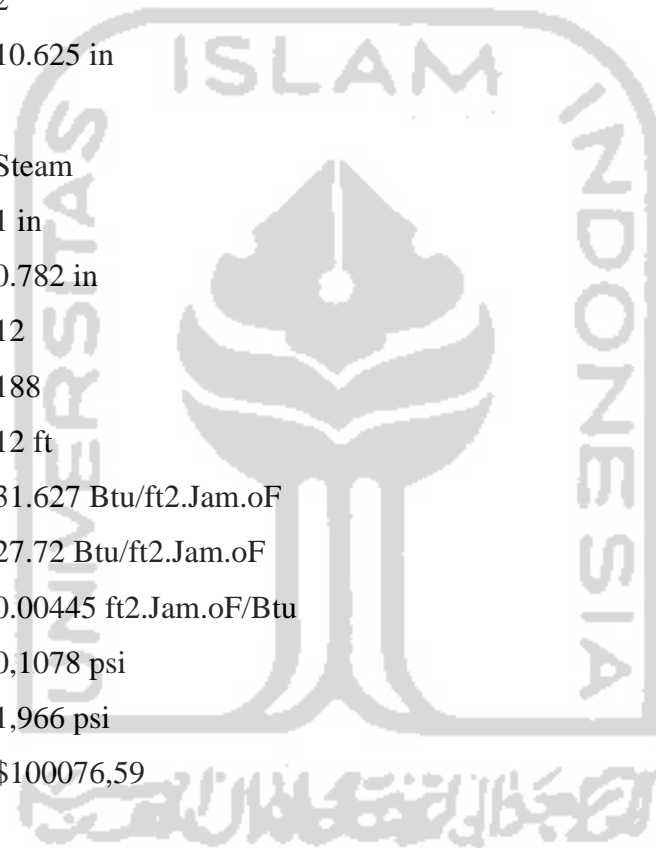 2
10.625 in
Steam
1 in
0.782 in
12
188
12 ft
31.627 Btu/ft2.Jam.oF
27.72 Btu/ft2.Jam.oF
0.00445 ft2.Jam.oF/Btu
0,1078 psi
1,966 psi
$100076,59
UNIVERSITAS
ISLAM
INDONESIA